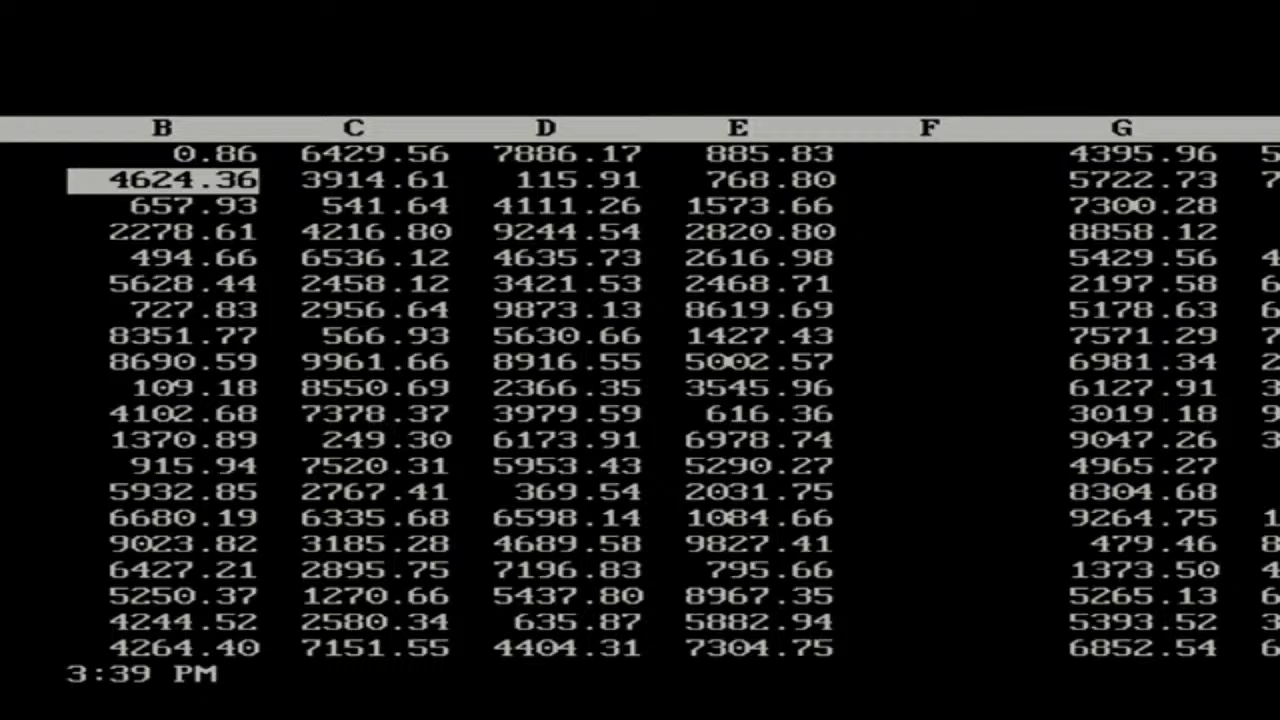 B C D E F G
0.86 6429.56 7886.17 885.83 4395.96
4624.36 3914.61 115.91 768.80 5722.73
657.93 541.64 4111.26 1573.66 7300.28
2278.61 4216.80 9244.54 2820.80 8858.12
494.66 6536.12 4635.73 2616.98 5429.56
5628.44 2458.12 3421.53 2468.71 2197.58
727.83 2956.64 9873.13 8619.69 5178.63
8351.77 566.93 5630.66 1427.43 7571.29
8690.59 9961.66 8916.55 5002.57 6981.34
109.18 8550.69 2366.35 3545.96 6127.91
4102.68 7378.37 3979.59 616.36 3019.18
1370.89 249.30 6173.91 6978.74 9047.26
915.94 7520.31 5953.43 5290.27 4965.27
5932.85 2767.41 369.54 2031.75 8304.68
6680.19 6335.68 6598.14 1084.66 9264.75
9023.82 3185.28 4689.58 9827.41 479.46
6427.21 2895.75 7196.83 795.66 1373.50
5250.37 1270.66 5437.80 8967.35 5265.13
4244.52 2580.34 635.87 5882.94 5393.52
4264.40 7151.55 4404.31 7304.75 6852.54
3:39 PM